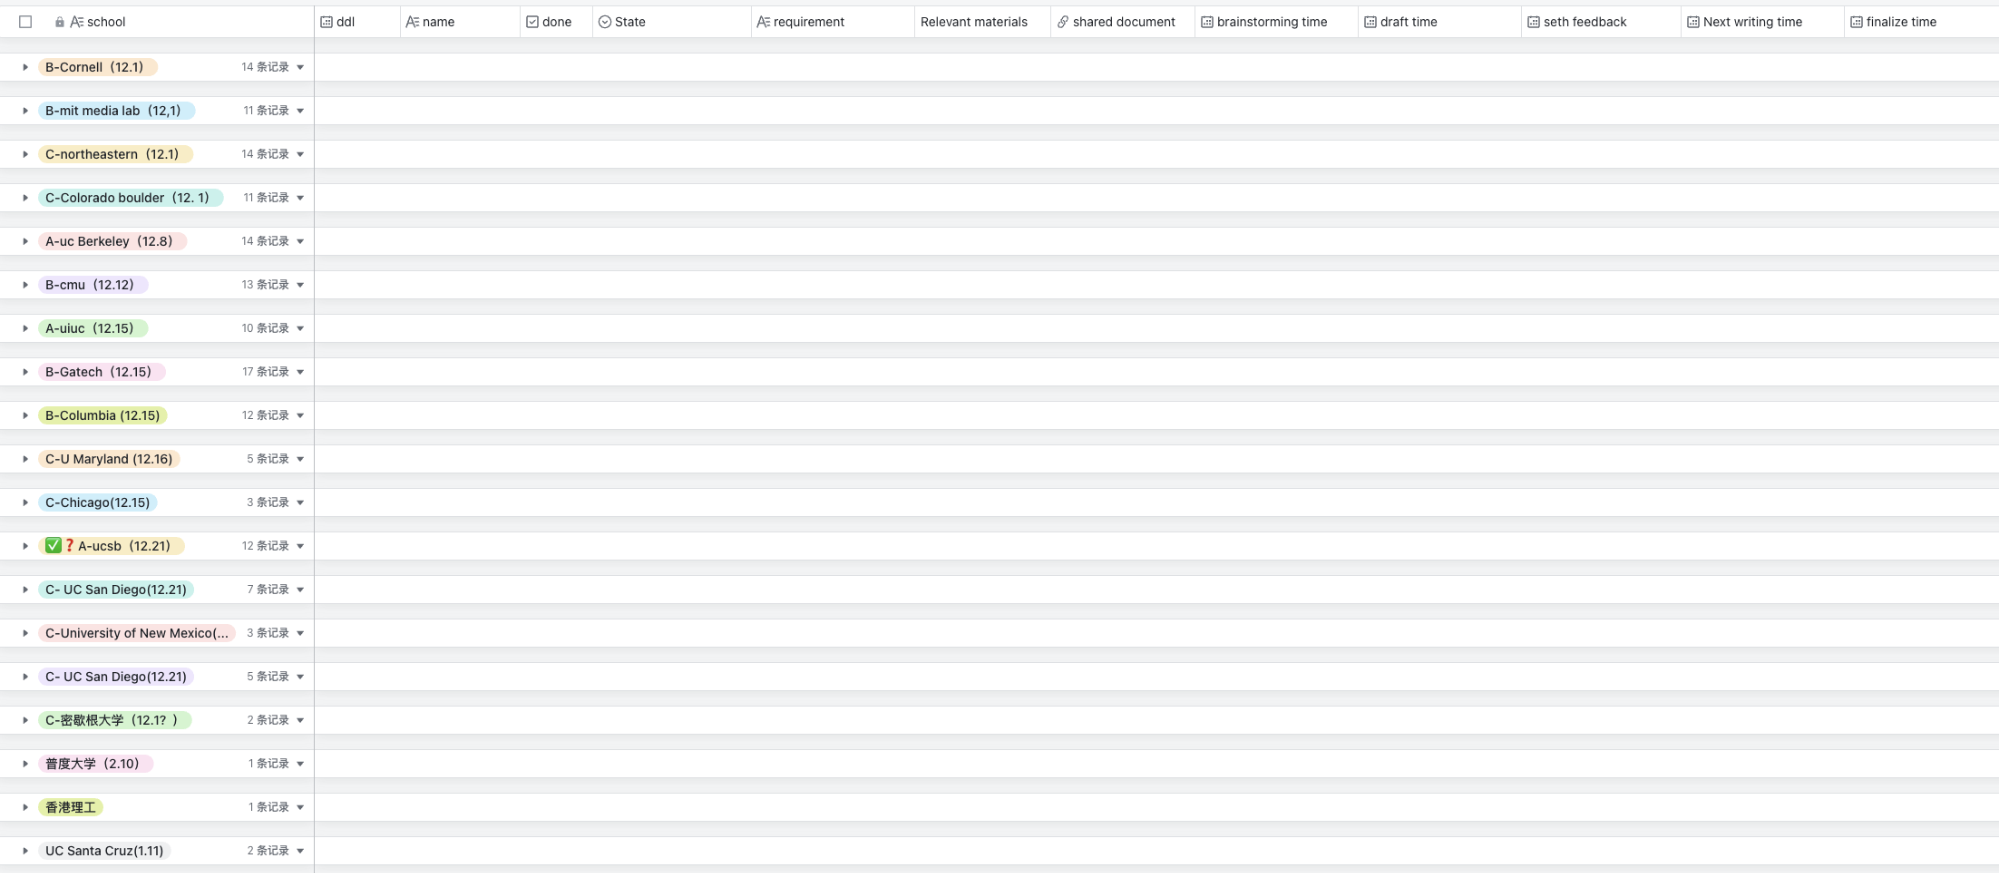 school ddl name done State requirement Relevant materials shared document brainstorming time draft time seth feedback Next writing time finalize time
B-Cornell（12.1） 14 条记录
B-mit media lab（12,1） 11 条记录
C-northeastern（12.1） 14 条记录
C-Colorado boulder（12. 1） 11 条记录
A-uc Berkeley（12.8） 14 条记录
B-cmu（12.12） 13 条记录
A-uiuc（12.15） 10 条记录
B-Gatech（12.15） 17 条记录
B-Columbia (12.15) 12 条记录
C-U Maryland (12.16) 5 条记录
C-Chicago(12.15) 3 条记录
✅❓A-ucsb（12.21） 12 条记录
C- UC San Diego(12.21) 7 条记录
C-University of New Mexico(... 3 条记录
C- UC San Diego(12.21) 5 条记录
C-密歇根大学（12.1? ） 2 条记录
普度大学（2.10） 1 条记录
香港理工 1 条记录
UC Santa Cruz(1.11) 2 条记录